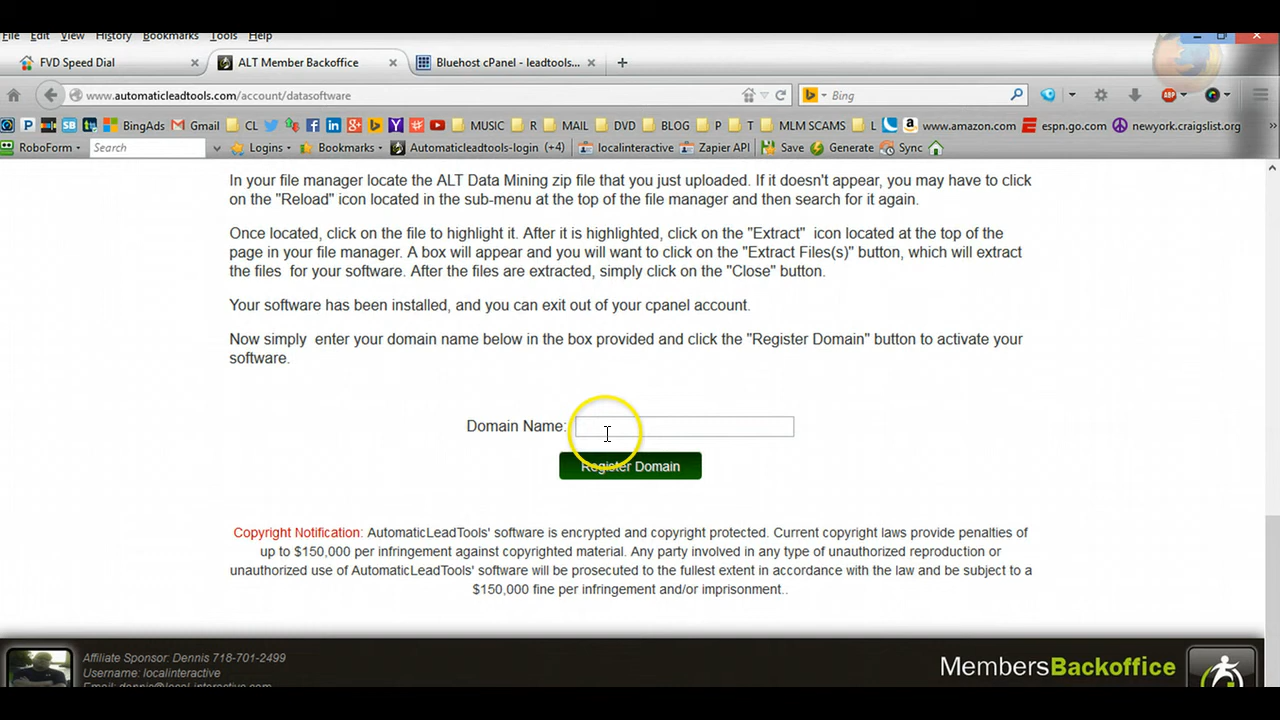 File Edit View History Bookmarks Tools Help
FVD Speed Dial × ALT Member Backoffice × Bluehost cPanel - leadtools... × +
www.automaticleadtools.com/account/datasoftware Bing ABP
P SB BingAds Gmail CL f in MUSIC R MAIL DVD BLOG P T MLM SCAMS L www.amazon.com espn.go.com newyork.craigslist.org »
RoboForm Search Logins Bookmarks Automaticleadtools-login (+4) localinteractive Zapier API Save Generate Sync
In your file manager locate the ALT Data Mining zip file that you just uploaded. If it doesn't appear, you may have to click
on the "Reload" icon located in the sub-menu at the top of the file manager and then search for it again.
Once located, click on the file to highlight it. After it is highlighted, click on the "Extract" icon located at the top of the
page in your file manager. A box will appear and you will want to click on the "Extract Files(s)" button, which will extract
the files for your software. After the files are extracted, simply click on the "Close" button.
Your software has been installed, and you can exit out of your cpanel account.
Now simply enter your domain name below in the box provided and click the "Register Domain" button to activate your
software.
Domain Name:
Register Domain
Copyright Notification: AutomaticLeadTools' software is encrypted and copyright protected. Current copyright laws provide penalties of
up to $150,000 per infringement against copyrighted material. Any party involved in any type of unauthorized reproduction or
unauthorized use of AutomaticLeadTools' software will be prosecuted to the fullest extent in accordance with the law and be subject to a
$150,000 fine per infringement and/or imprisonment..
Affiliate Sponsor: Dennis 718-701-2499
Username: localinteractive
Email: dennis@local-interactive.com
MembersBackoffice